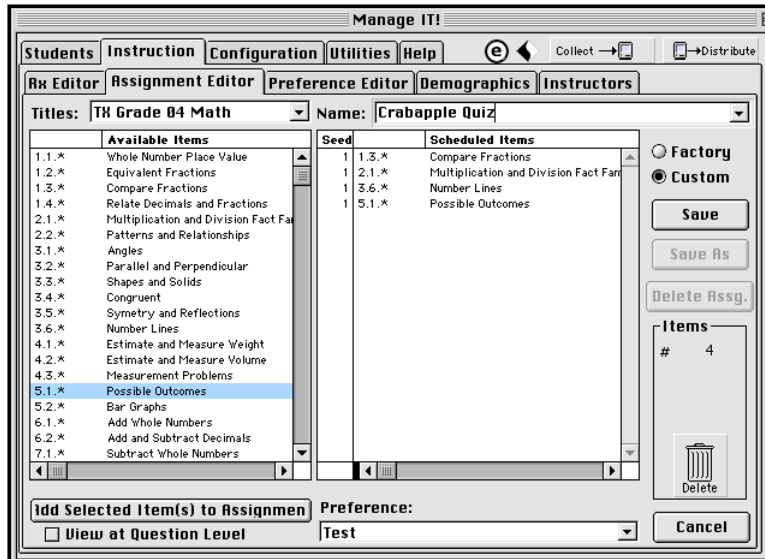 Manage IT!
Students Instruction Configuration Utilities Help e Collect → → Distribute
Rx Editor Assignment Editor Preference Editor Demographics Instructors
Titles: TX Grade 04 Math Name: Crabapple Quiz
Available Items Seed Scheduled Items
1.1.* Whole Number Place Value 1 1.3.* Compare Fractions
1.2.* Equivalent Fractions 1 2.1.* Multiplication and Division Fact Fam
1.3.* Compare Fractions 1 3.6.* Number Lines
1.4.* Relate Decimals and Fractions 1 5.1.* Possible Outcomes
2.1.* Multiplication and Division Fact Fa
2.2.* Patterns and Relationships
3.1.* Angles
3.2.* Parallel and Perpendicular
3.3.* Shapes and Solids
3.4.* Congruent
3.5.* Symetry and Reflections
3.6.* Number Lines
4.1.* Estimate and Measure Weight
4.2.* Estimate and Measure Volume
4.3.* Measurement Problems
5.1.* Possible Outcomes
5.2.* Bar Graphs
6.1.* Add Whole Numbers
6.2.* Add and Subtract Decimals
7.1.* Subtract Whole Numbers
Factory
Custom
Save
Save As
Delete Assg.
Items
# 4
Delete
Add Selected Item(s) to Assignmen
View at Question Level
Preference:
Test
Cancel